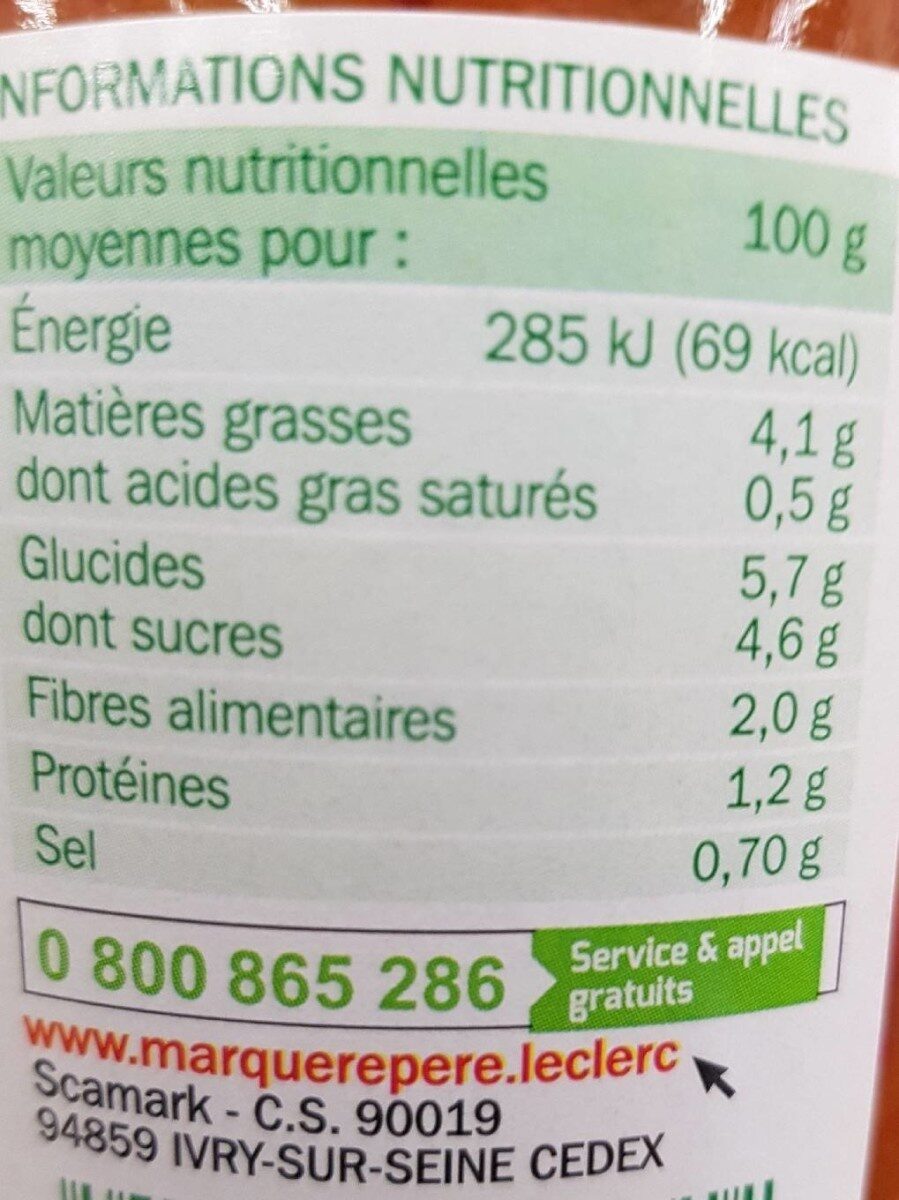 NFORMATIONS NUTRITIONNELLES
Valeurs nutritionnelles
moyennes pour : 100 g
Énergie 285 kJ (69 kcal)
Matières grasses 4,1 g
dont acides gras saturés 0,5 g
Glucides 5,7 g
dont sucres 4,6 g
Fibres alimentaires 2,0 g
Protéines 1,2 g
Sel 0,70 g
0 800 865 286 Service & appel
gratuits
www.marquerepere.leclerc
Scamark - C.S. 90019
94859 IVRY-SUR-SEINE CEDEX